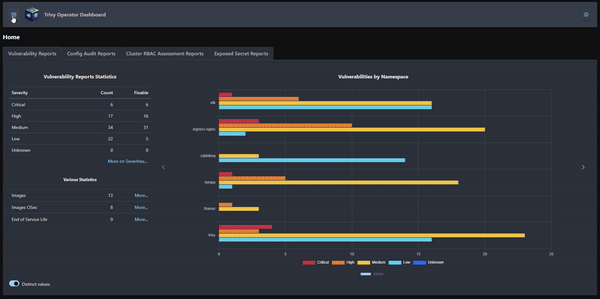 Trivy Operator Dashboard
Home
Vulnerability Reports Config Audit Reports Cluster RBAC Assessment Reports Exposed Secret Reports
Vulnerability Reports Statistics
Severity Count Fixable
Critical 6 6
High 17 16
Medium 34 31
Low 22 5
Unknown 0 0
More on Severities...
Various Statistics
Images 13 More...
Images OSes 8 More...
End of Service Life 0 More...
Distinct values
Vulnerabilities by Namespace
elk
ingress-nginx
rabbitmq
tempo
thanos
trivy
0 5 10 15 20 25
Critical High Medium Low Unknown